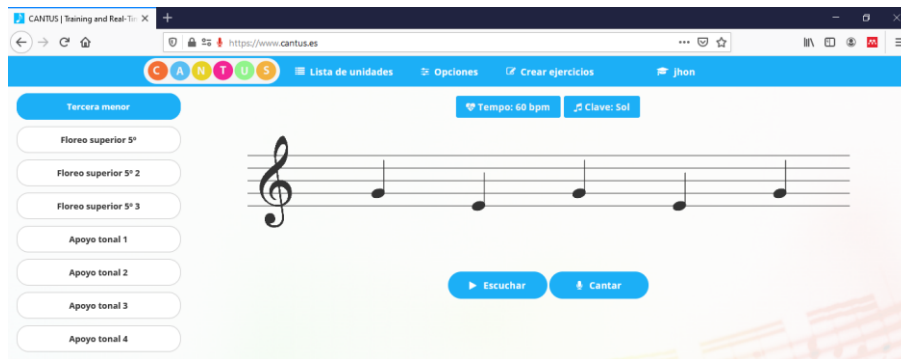 CANTUS | Training and Real-Tin
https://www.cantus.es
CANTUS Lista de unidades Opciones Crear ejercicios jhon
Tempo: 60 bpm Clave: Sol
Tercera menor
Floreo superior 5º
Floreo superior 5º 2
Floreo superior 5º 3
Apoyo tonal 1
Apoyo tonal 2
Apoyo tonal 3
Apoyo tonal 4
Escuchar Cantar